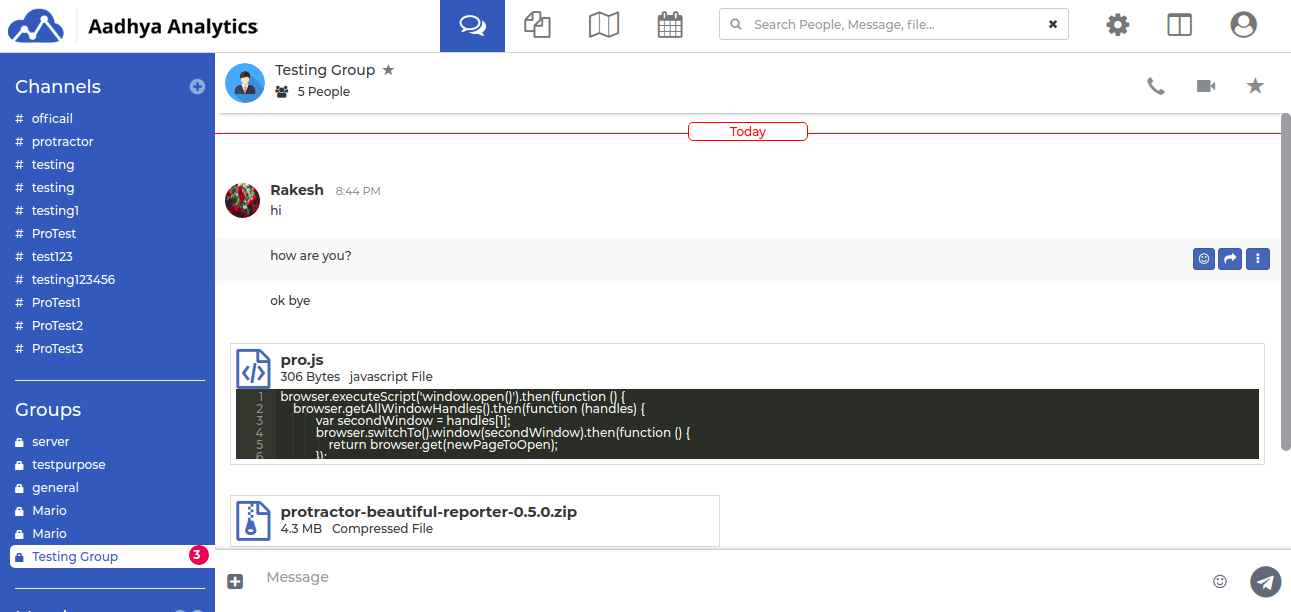 Aadhya Analytics
Search People, Message, file...
Channels
# officail
# protractor
# testing
# testing
# testing1
# ProTest
# test123
# testing123456
# ProTest1
# ProTest2
# ProTest3
Groups
server
testpurpose
general
Mario
Mario
Testing Group 3
Testing Group
5 People
Today
Rakesh 8:44 PM
hi
how are you?
ok bye
pro.js
306 Bytes javascript File
1 browser.executeScript('window.open()').then(function () {
2 browser.getAllWindowHandles().then(function (handles) {
3 var secondWindow = handles[1];
4 browser.switchTo().window(secondWindow).then(function () {
5 return browser.get(newPageToOpen);
6 });
protractor-beautiful-reporter-0.5.0.zip
4.3 MB Compressed File
Message